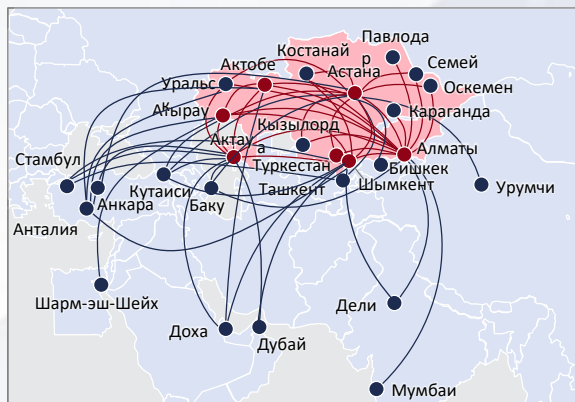 Павлода
р
Костанай
Актобе
Астана
Семей
Уральс
к
Оскемен
Атырау
Караганда
Кызылорд
а
Актау
Алматы
Стамбул
Туркестан
Бишкек
Кутаиси
Ташкент
Шымкент
Урумчи
Анкара
Баку
Анталия
Шарм-эш-Шейх
Дели
Доха
Дубай
Мумбаи